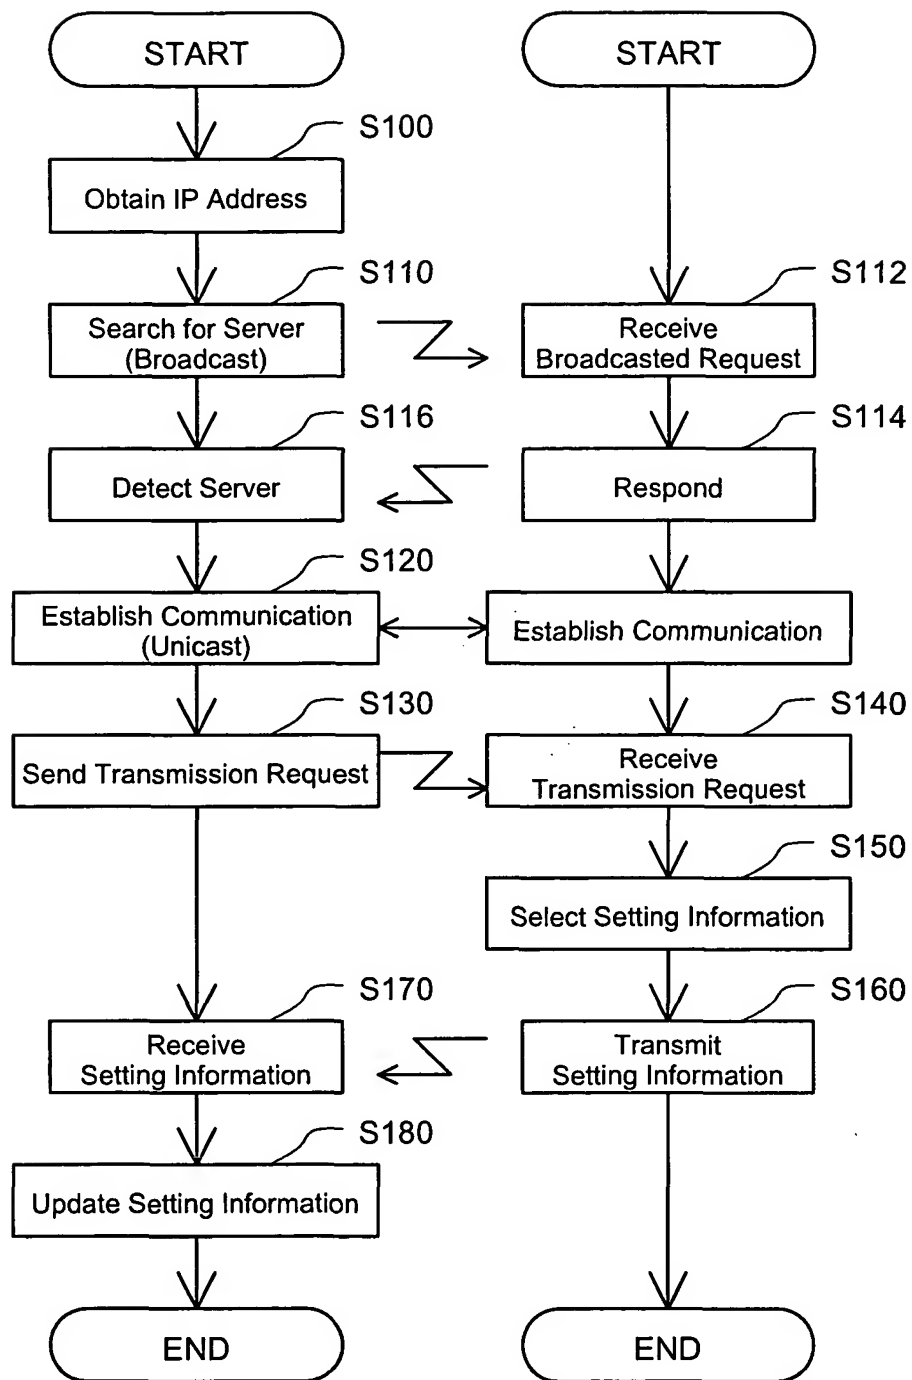 START
START
S100
Obtain IP Address
S110
S112
Search for Server
(Broadcast)
Receive
Broadcasted Request
S116
S114
Detect Server
Respond
S120
Establish Communication
(Unicast)
Establish Communication
S130
S140
Send Transmission Request
Receive
Transmission Request
S150
Select Setting Information
S170
S160
Receive
Setting Information
Transmit
Setting Information
S180
Update Setting Information
END
END